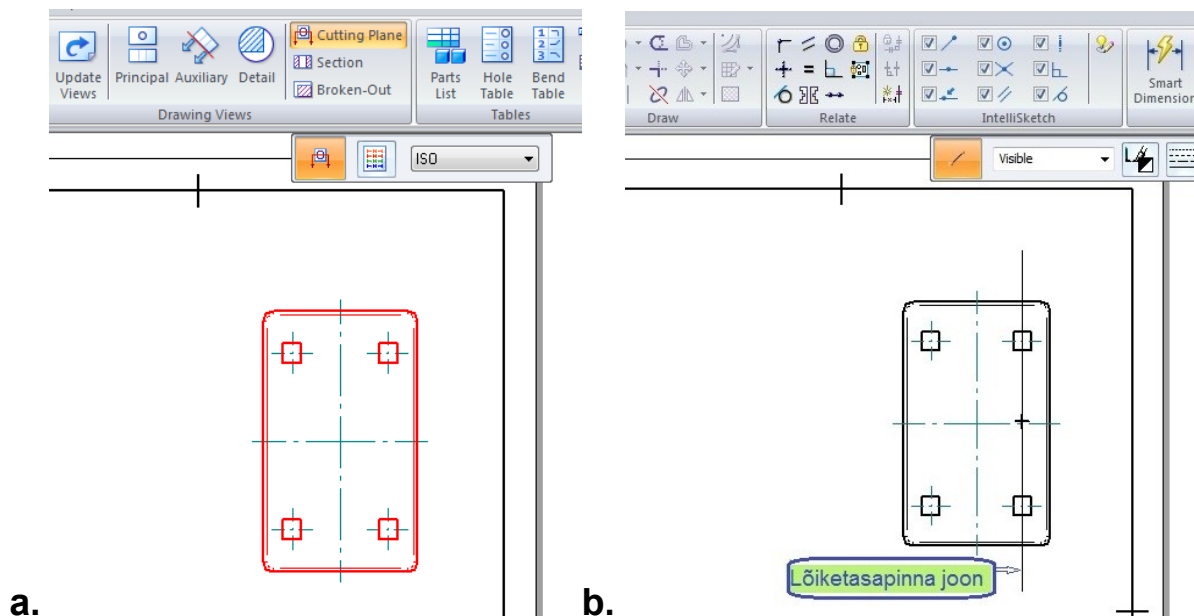 Cutting Plane
Section
Broken-Out
Update Views
Principal
Auxiliary
Detail
Parts List
Hole Table
Bend Table
Drawing Views
Tables
ISO
a.
Smart Dimension
Draw
Relate
IntelliSketch
Visible
Lõiketasapinna joon
b.